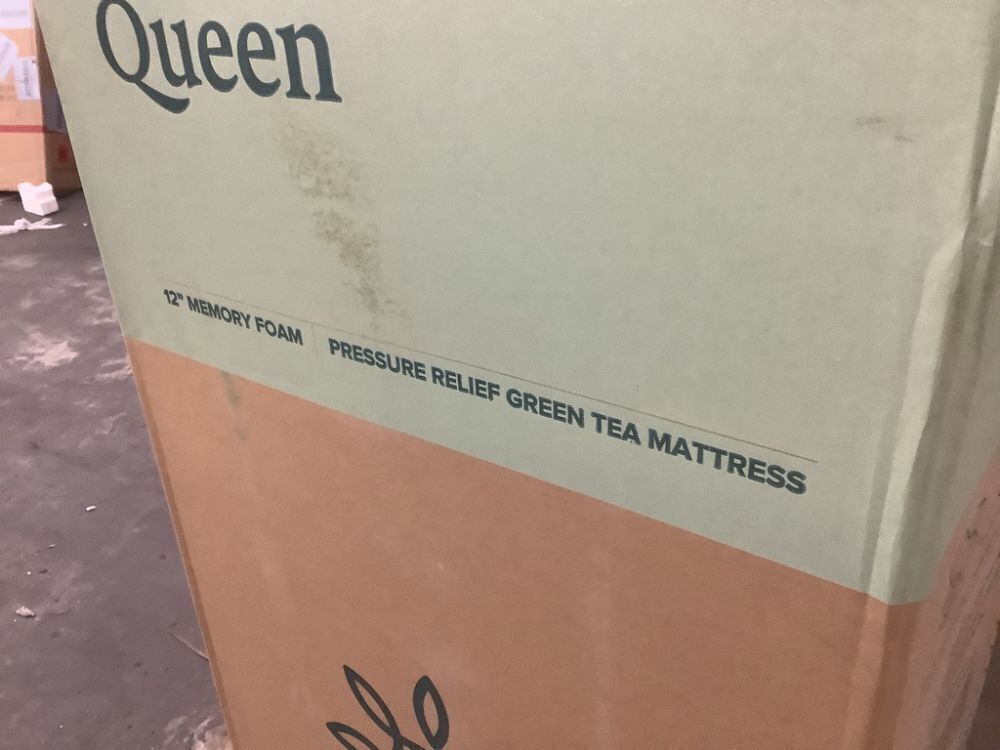 Queen
12" MEMORY FOAM | PRESSURE RELIEF GREEN TEA MATTRESS